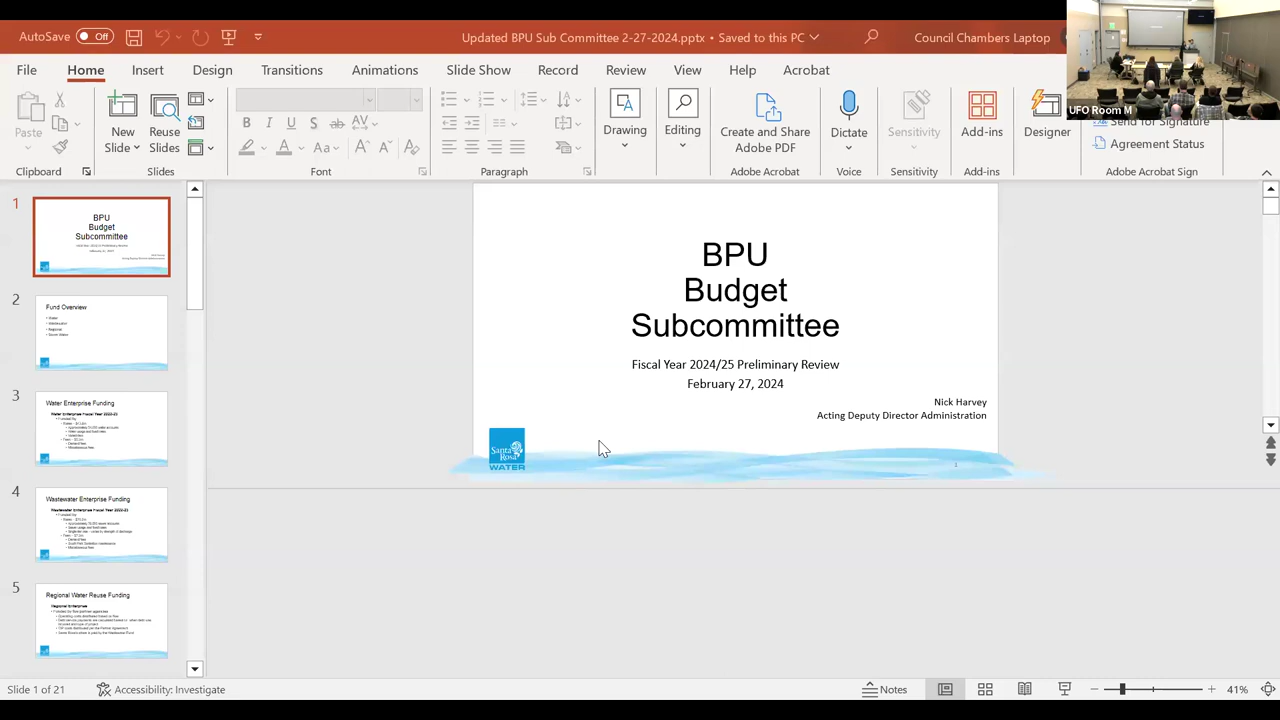 AutoSave Off
Updated BPU Sub Committee 2-27-2024.pptx • Saved to this PC
Council Chambers Laptop
UFO Room M
File Home Insert Design Transitions Animations Slide Show Record Review View Help Acrobat
Paste
New Slide
Reuse Slides
Drawing
Editing
Create and Share Adobe PDF
Dictate
Sensitivity
Add-ins
Designer
Send for Signature
Agreement Status
Clipboard
Slides
Font
Paragraph
Adobe Acrobat
Voice
Sensitivity
Add-ins
Adobe Acrobat Sign
1
BPU
Budget
Subcommittee
2
Fund Overview
3
Water Enterprise Funding
4
Wastewater Enterprise Funding
5
Regional Water Reuse Funding
BPU
Budget
Subcommittee
Fiscal Year 2024/25 Preliminary Review
February 27, 2024
Nick Harvey
Acting Deputy Director Administration
Santa Rosa
WATER
Slide 1 of 21
Accessibility: Investigate
Notes
41%